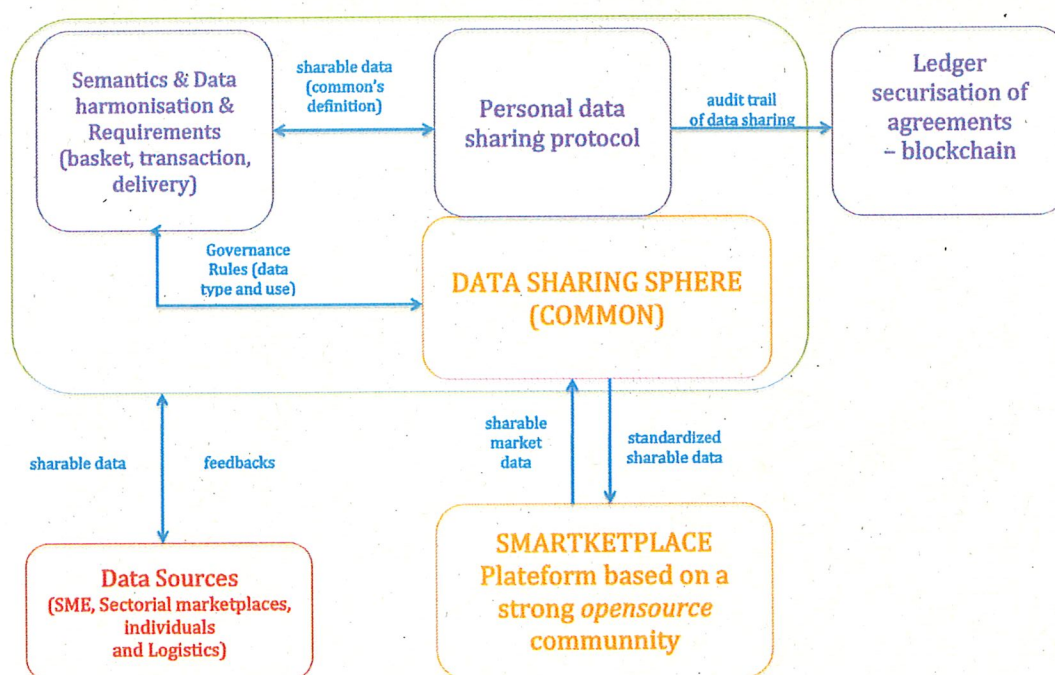 Semantics & Data
harmonisation &
Requirements
(basket, transaction,
delivery)
sharable data
(common's
definition)
Personal data
sharing protocol
audit trail
of data sharing
Ledger
securisation of
agreements
– blockchain
Governance
Rules (data
type and use)
DATA SHARING SPHERE
(COMMON)
sharable data
feedbacks
sharable
market
data
standardized
sharable data
Data Sources
(SME, Sectorial marketplaces,
individuals
and Logistics)
SMARTKETPLACE
Plateform based on a
strong opensource
communnity